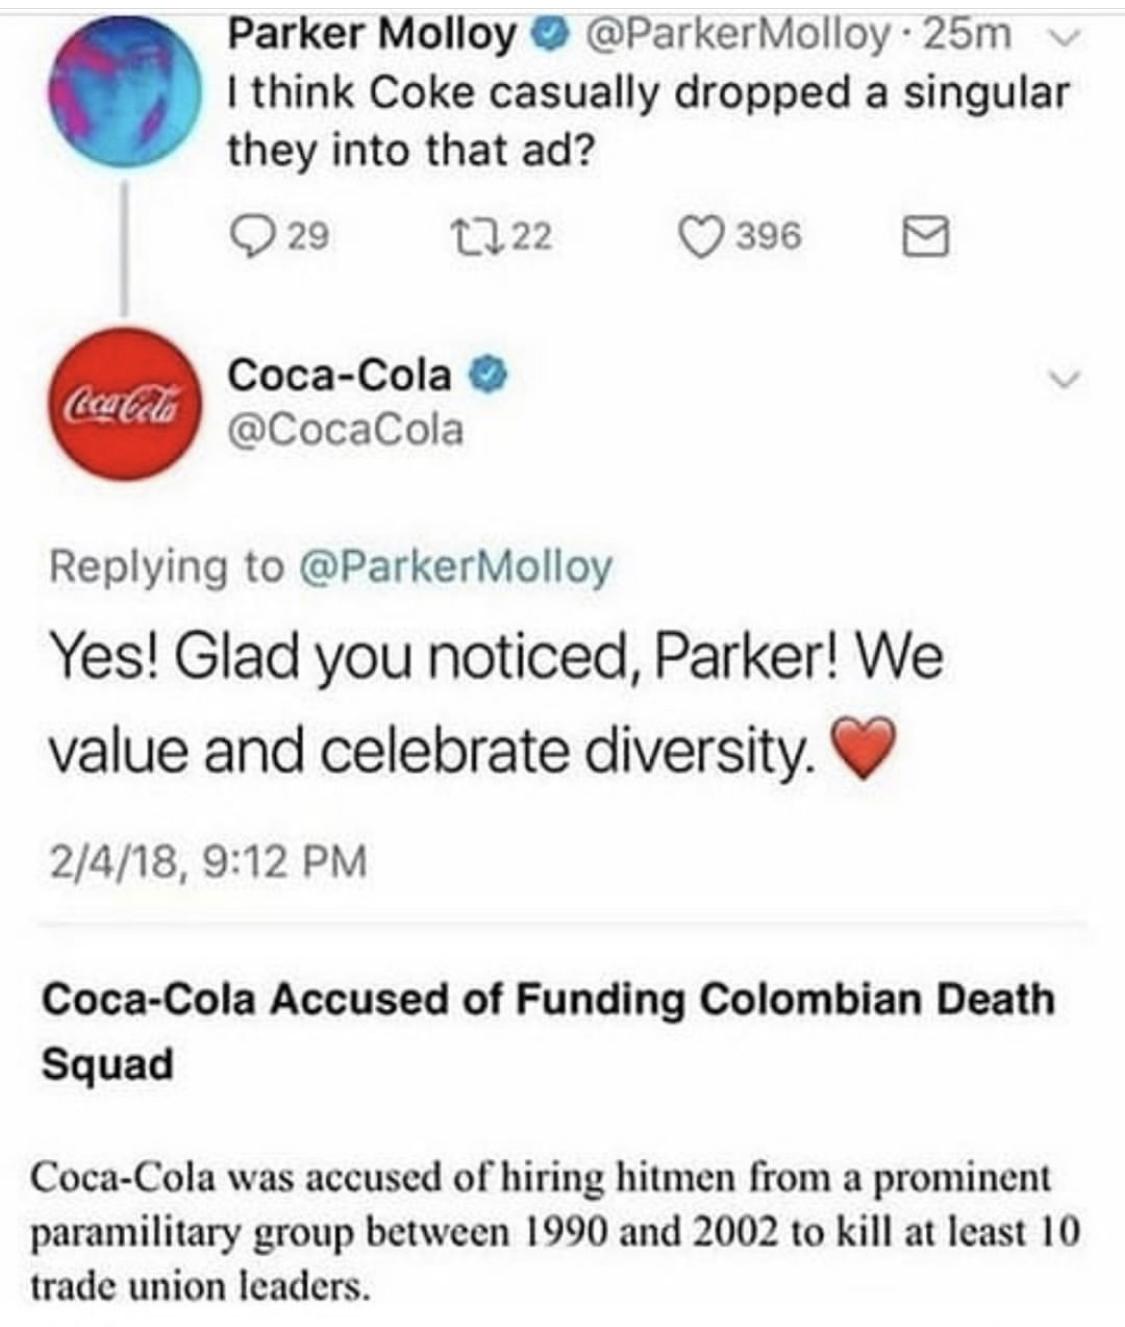 Parker Molloy @ParkerMolloy · 25m
I think Coke casually dropped a singular
they into that ad?
29 22 396
Coca-Cola
Coca-Cola
@CocaCola
Replying to @ParkerMolloy
Yes! Glad you noticed, Parker! We
value and celebrate diversity. ❤️
2/4/18, 9:12 PM
Coca-Cola Accused of Funding Colombian Death
Squad
Coca-Cola was accused of hiring hitmen from a prominent
paramilitary group between 1990 and 2002 to kill at least 10
trade union leaders.